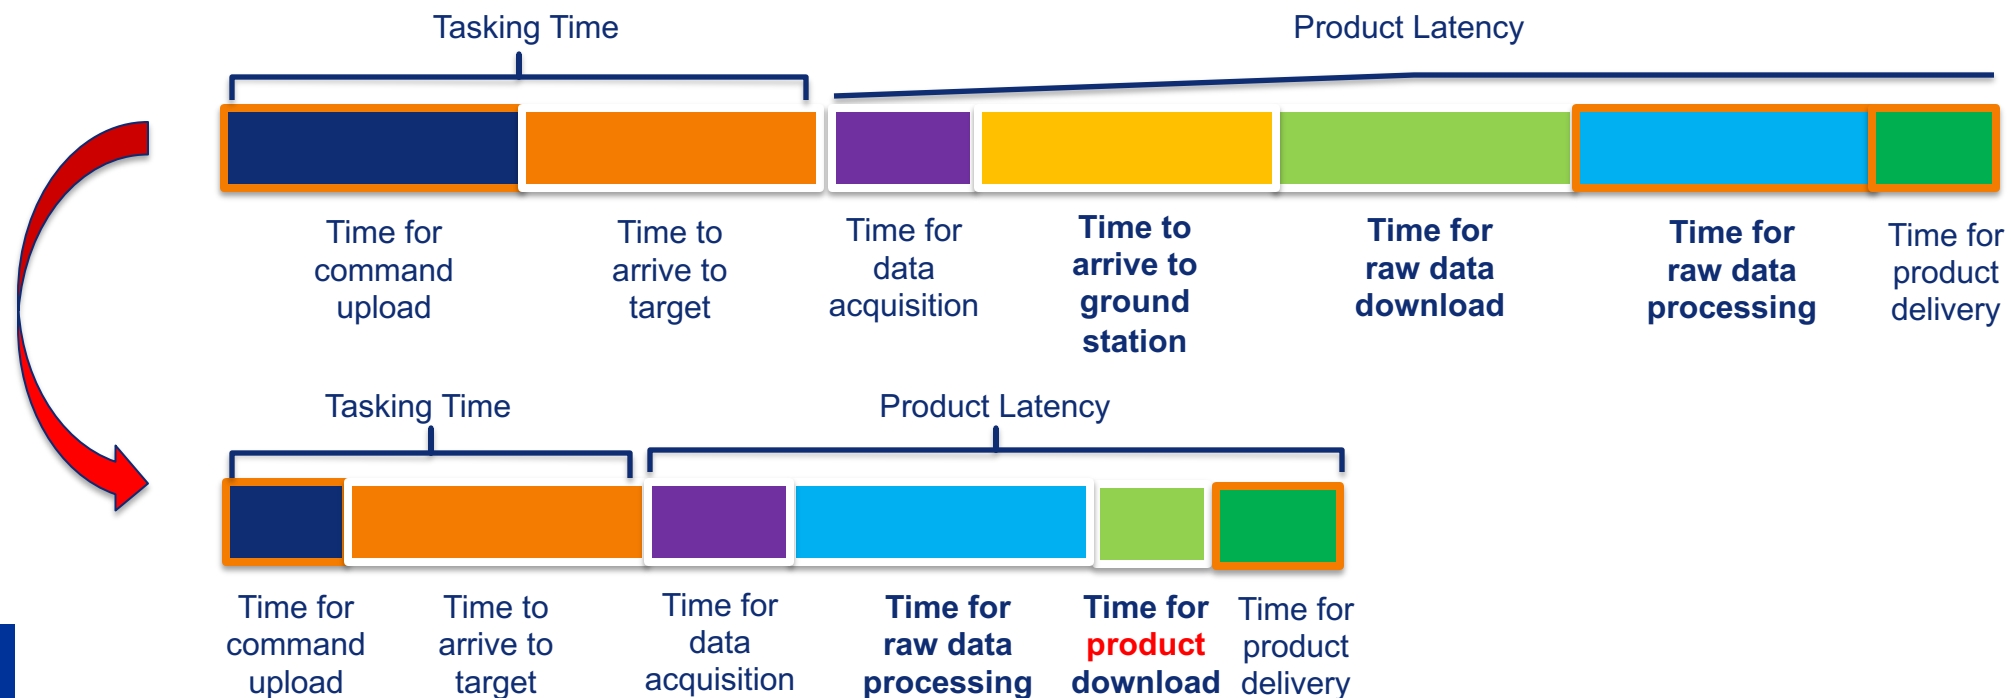 Tasking Time
Product Latency
Time for
command
upload
Time to
arrive to
target
Time for
data
acquisition
Time to
arrive to
ground
station
Time for
raw data
download
Time for
raw data
processing
Time for
product
delivery
Tasking Time
Product Latency
Time for
command
upload
Time to
arrive to
target
Time for
data
acquisition
Time for
raw data
processing
Time for
product
download
Time for
product
delivery